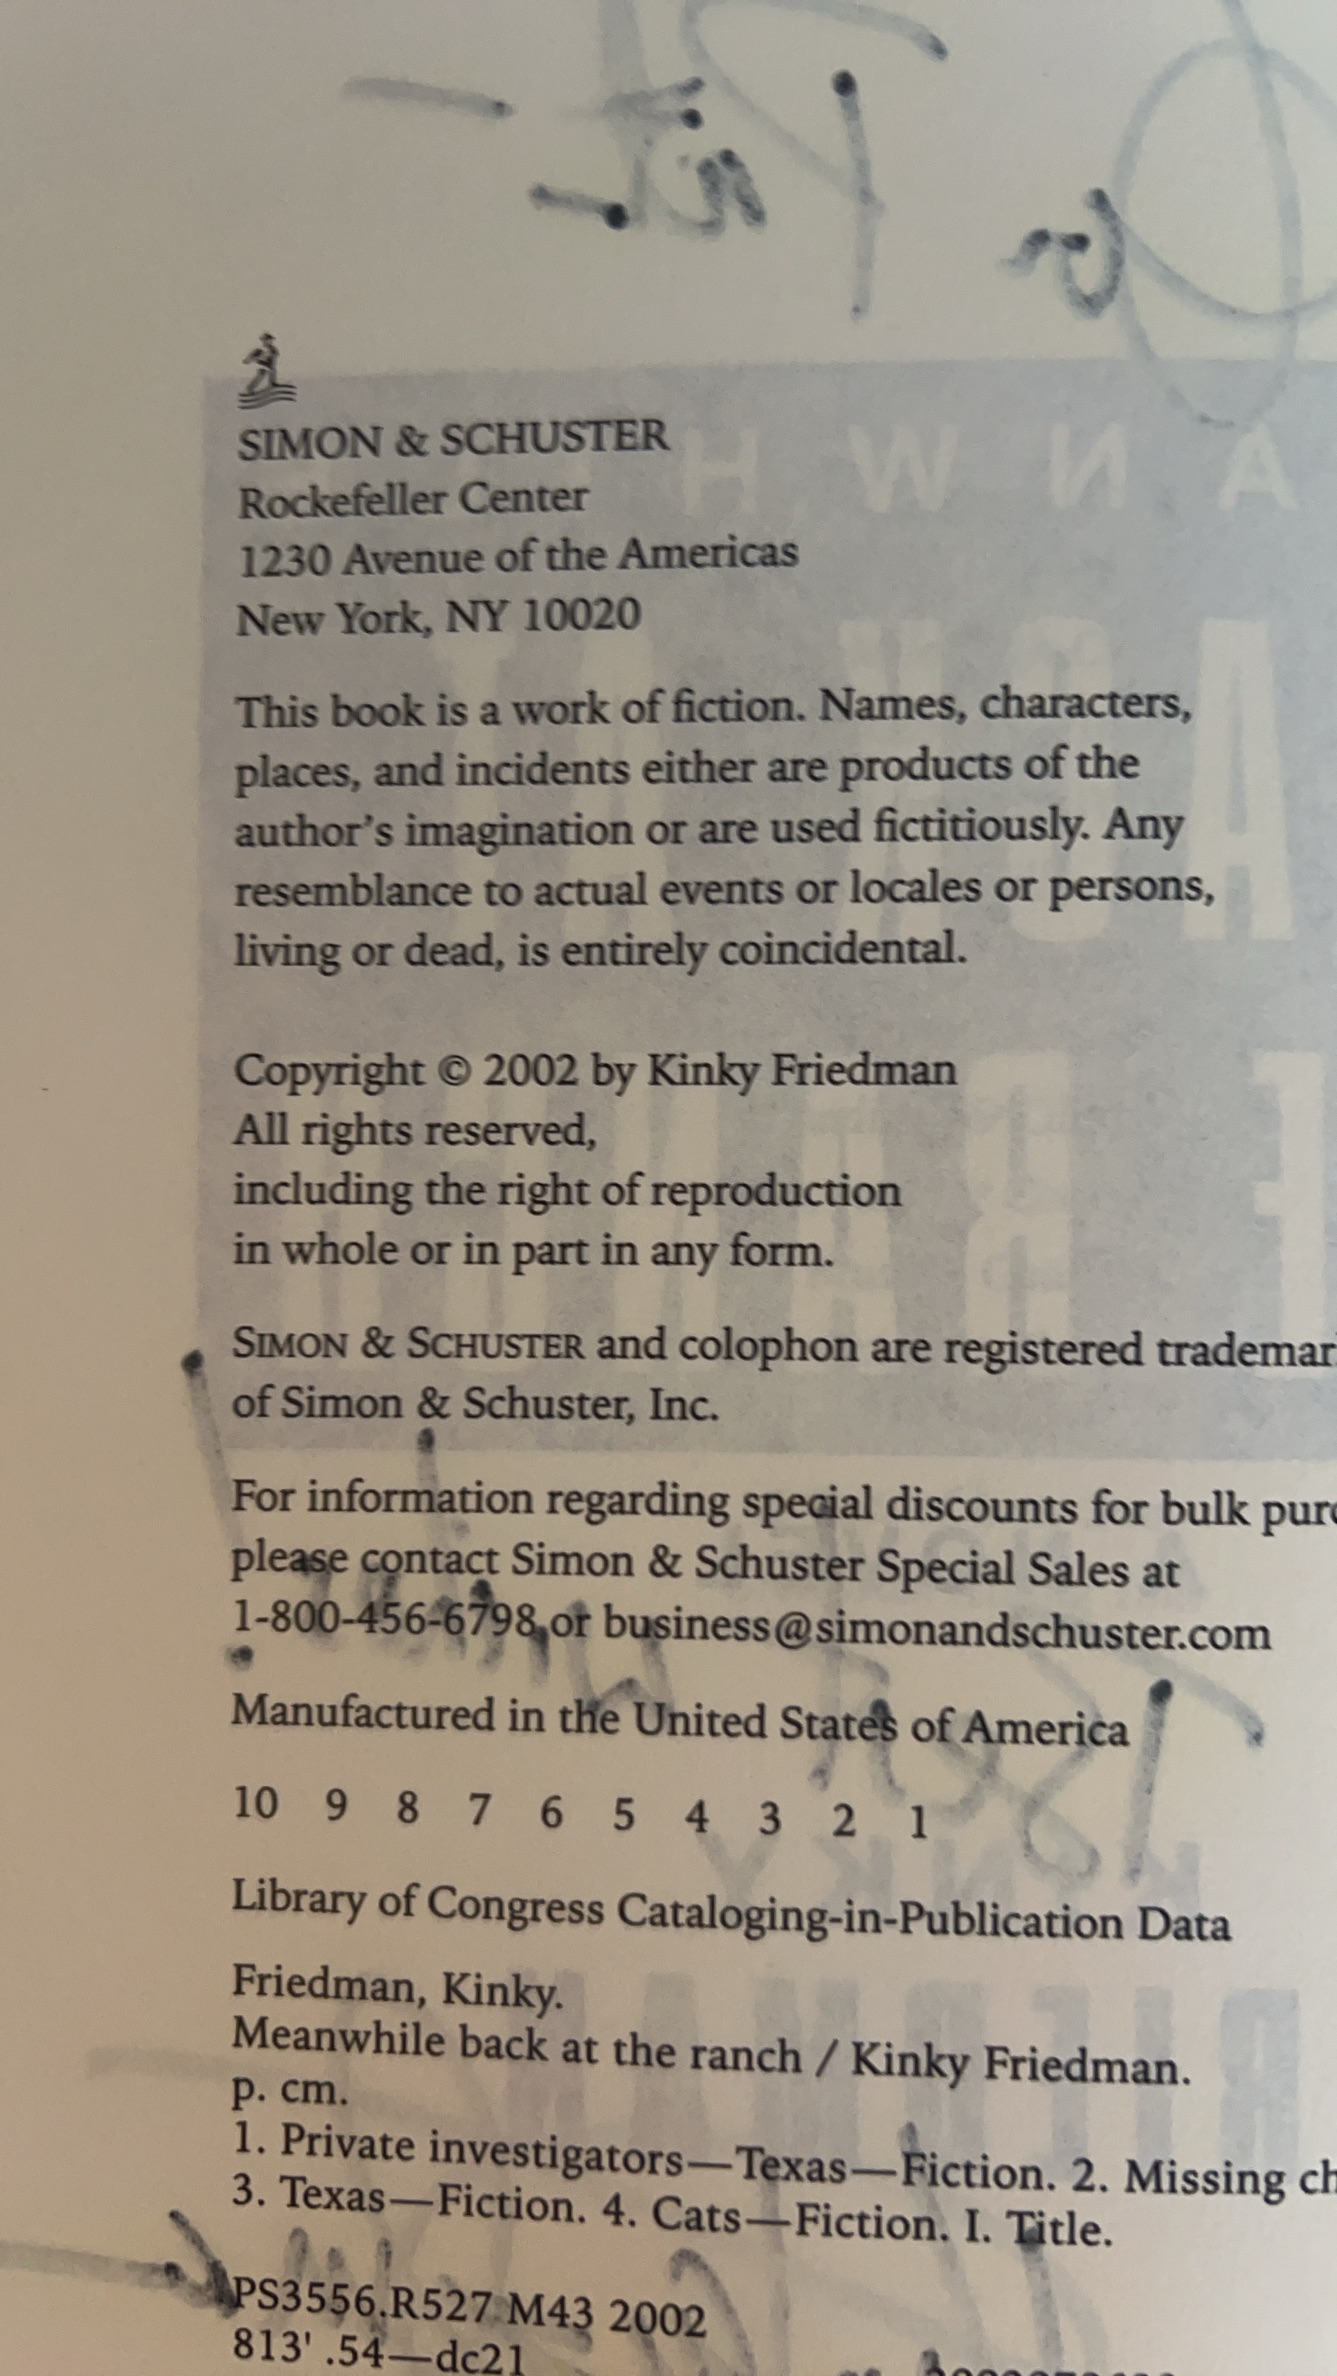 SIMON & SCHUSTER
Rockefeller Center
1230 Avenue of the Americas
New York, NY 10020
This book is a work of fiction. Names, characters,
places, and incidents either are products of the
author's imagination or are used fictitiously. Any
resemblance to actual events or locales or persons,
living or dead, is entirely coincidental.
Copyright © 2002 by Kinky Friedman
All rights reserved,
including the right of reproduction
in whole or in part in any form.
SIMON & SCHUSTER and colophon are registered
of Simon & Schuster, Inc.
For information regarding special discounts for bulk
please contact Simon & Schuster Special Sales at
1-800-456-6798 or business@simonandschuster.com
Manufactured in the United States of America
10 9 8 7 6 5 4 3 2 1
Library of Congress Cataloging-in-Publication Data
Friedman, Kinky.
Meanwhile back at the ranch / Kinky Friedman.
p. cm.
1. Private investigators—Texas—Fiction. 2. Missing
3. Texas—Fiction. 4. Cats—Fiction. I. Title.
PS3556.R527 M43 2002
813' .54—dc21